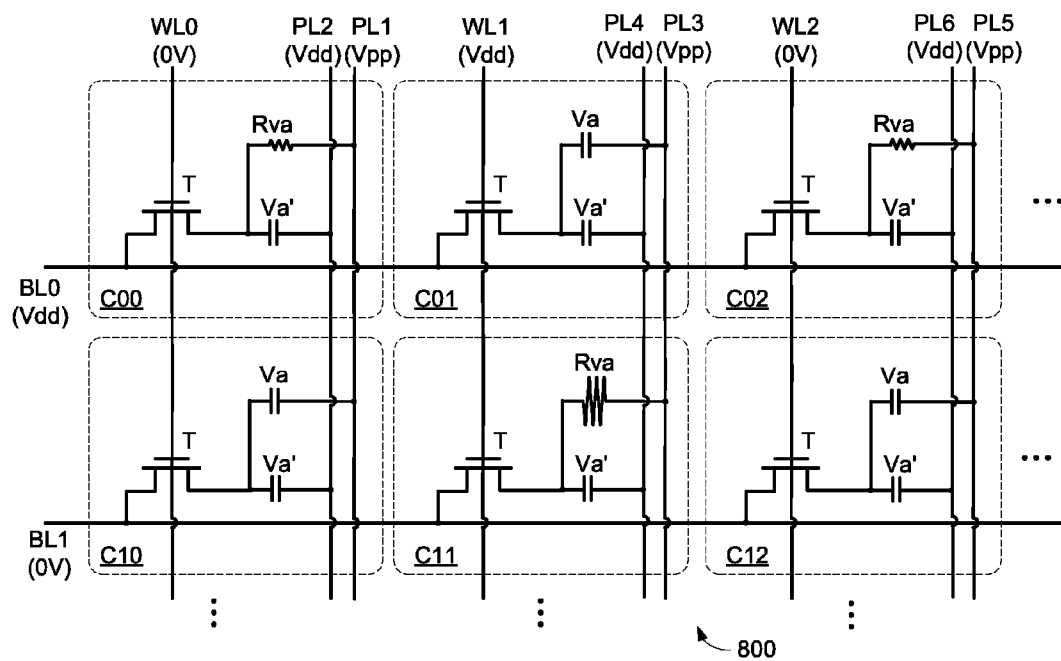 WL0 (0V)
PL2 (Vdd)
PL1 (Vpp)
WL1 (Vdd)
PL4 (Vdd)
PL3 (Vpp)
WL2 (0V)
PL6 (Vdd)
PL5 (Vpp)
Rva
Va
Rva
T
Va'
T
Va'
T
Va'
...
BL0 (Vdd)
C00
C01
C02
Va
Rva
Va
T
Va'
T
Va'
T
Va'
...
BL1 (0V)
C10
C11
C12
800